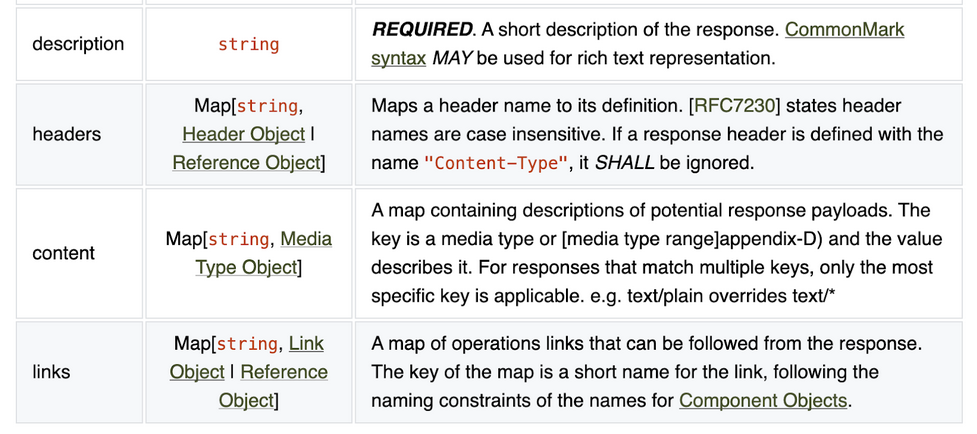 description
string
REQUIRED. A short description of the response. CommonMark
syntax MAY be used for rich text representation.
headers
Map[string,
Header Object |
Reference Object]
Maps a header name to its definition. [RFC7230] states header
names are case insensitive. If a response header is defined with the
name "Content-Type", it SHALL be ignored.
content
Map[string, Media
Type Object]
A map containing descriptions of potential response payloads. The
key is a media type or [media type range]appendix-D) and the value
describes it. For responses that match multiple keys, only the most
specific key is applicable. e.g. text/plain overrides text/*
links
Map[string, Link
Object | Reference
Object]
A map of operations links that can be followed from the response.
The key of the map is a short name for the link, following the
naming constraints of the names for Component Objects.